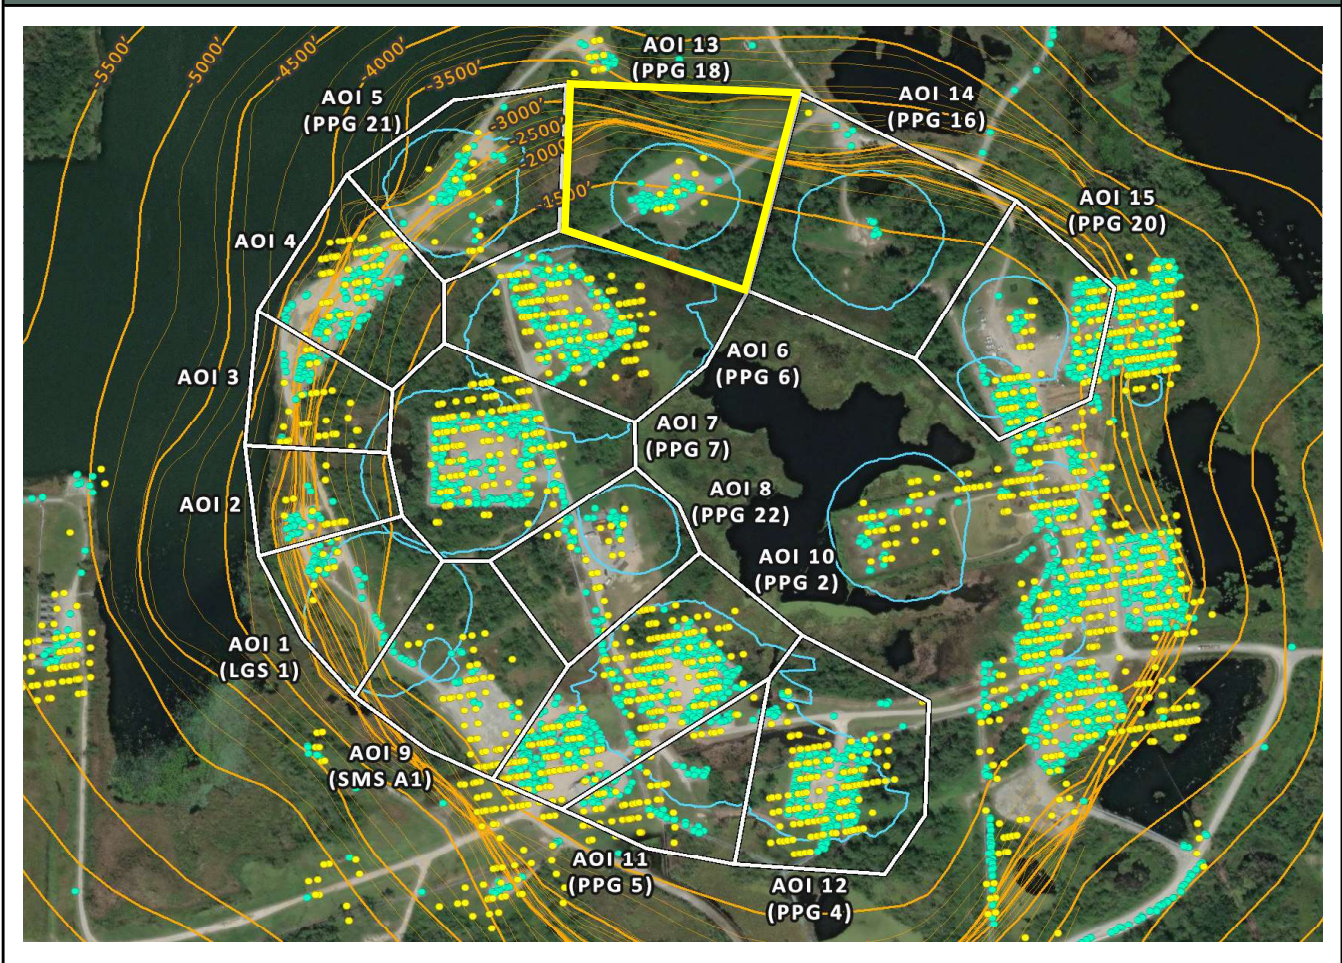 -5500'
-5000'
-4500'
-4000'
-3500'
-3000'
-2500'
-2000'
-1500'
AOI 13
(PPG 18)
AOI 5
(PPG 21)
AOI 14
(PPG 16)
AOI 15
(PPG 20)
AOI 4
AOI 6
(PPG 6)
AOI 3
AOI 7
(PPG 7)
AOI 2
AOI 8
(PPG 22)
AOI 10
(PPG 2)
AOI 1
(LGS 1)
AOI 9
(SMS A1)
AOI 11
(PPG 5)
AOI 12
(PPG 4)